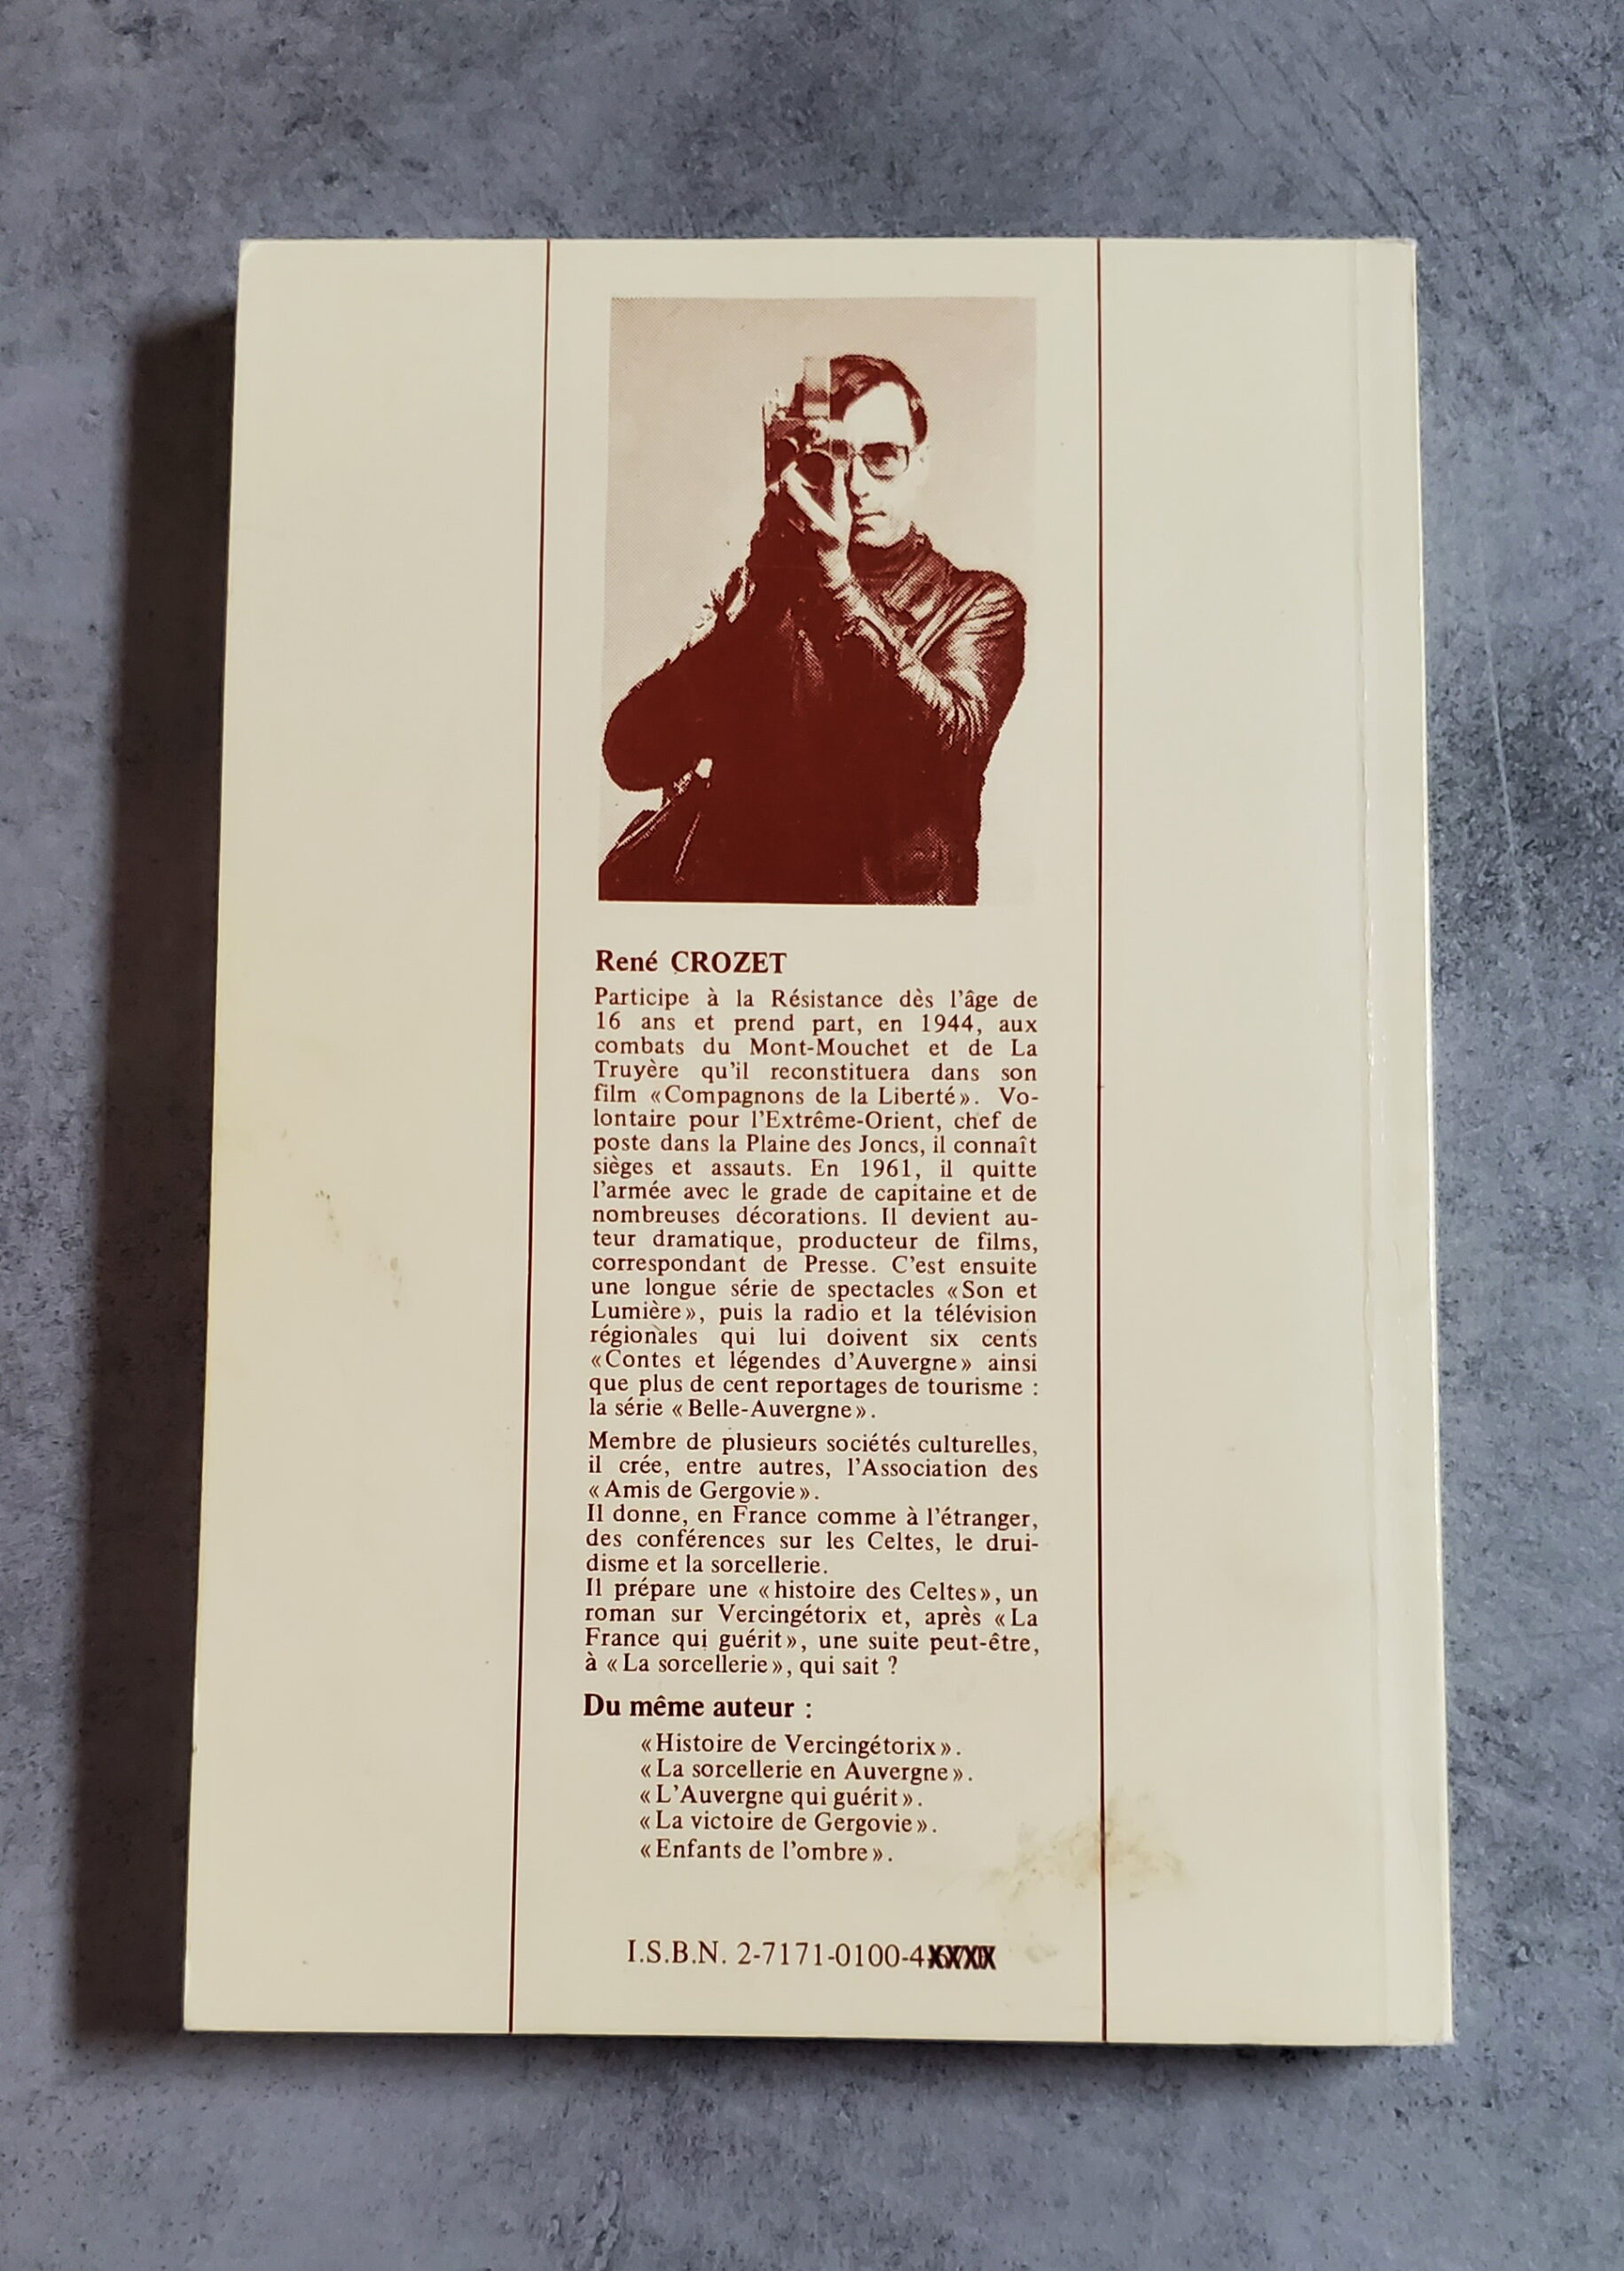 René CROZET
Participe à la Résistance dès l'âge de
16 ans et prend part, en 1944, aux
combats du Mont-Mouchet et de La
Truyère qu'il reconstituera dans son
film «Compagnons de la Liberté». Vo-
lontaire pour l'Extrême-Orient, chef de
poste dans la Plaine des Joncs, il connaît
sièges et assauts. En 1961, il quitte
l'armée avec le grade de capitaine et de
nombreuses décorations. Il devient au-
teur dramatique, producteur de films,
correspondant de Presse. C'est ensuite
une longue série de spectacles «Son et
Lumière», puis la radio et la télévision
régionales qui lui doivent six cents
«Contes et légendes d'Auvergne» ainsi
que plus de cent reportages de tourisme :
la série «Belle-Auvergne».
Membre de plusieurs sociétés culturelles,
il crée, entre autres, l'Association des
«Amis de Gergovie».
Il donne, en France comme à l'étranger,
des conférences sur les Celtes, le drui-
disme et la sorcellerie.
Il prépare une «histoire des Celtes», un
roman sur Vercingétorix et, après «La
France qui guérit», une suite peut-être,
à «La sorcellerie», qui sait ?
Du même auteur :
«Histoire de Vercingétorix».
«La sorcellerie en Auvergne».
«L'Auvergne qui guérit».
«La victoire de Gergovie».
«Enfants de l'ombre».
I.S.B.N. 2-7171-0100-4